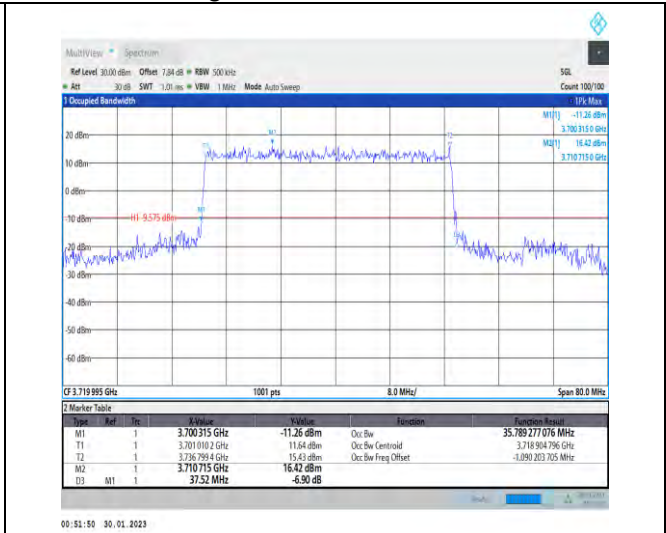 MultiView Spectrum
Ref Level 30.00 dBm Offset 7.84 dB RBW 500 kHz SGL
Att 30 dB SWT 1.01 ms VBW 1 MHz Mode Auto Sweep Count 100/100
1 Occupied Bandwidth 1Pk Max
M1[1] -11.26 dBm
3.700 315 0 GHz
M2[1] 16.42 dBm
3.710 715 0 GHz
20 dBm
10 dBm
0 dBm
-10 dBm
H1 -9.575 dBm
-20 dBm
-30 dBm
-40 dBm
-50 dBm
-60 dBm
M2
T2
M1
CF 3.719 995 GHz 1001 pts 8.0 MHz/ Span 80.0 MHz
2 Marker Table
Type Ref Trc X-Value Y-Value Function Function Result
M1 1 3.700315 GHz -11.26 dBm Occ Bw 35.789 277 076 MHz
T1 1 3.701 010 2 GHz 11.64 dBm Occ Bw Centroid 3.718 904 796 GHz
T2 1 3.736 799 4 GHz 15.43 dBm Occ Bw Freq Offset -1.090 203 705 MHz
M2 1 3.710715 GHz 16.42 dBm
D3 M1 1 37.52 MHz -6.90 dB
00:51:50 30.01.2023